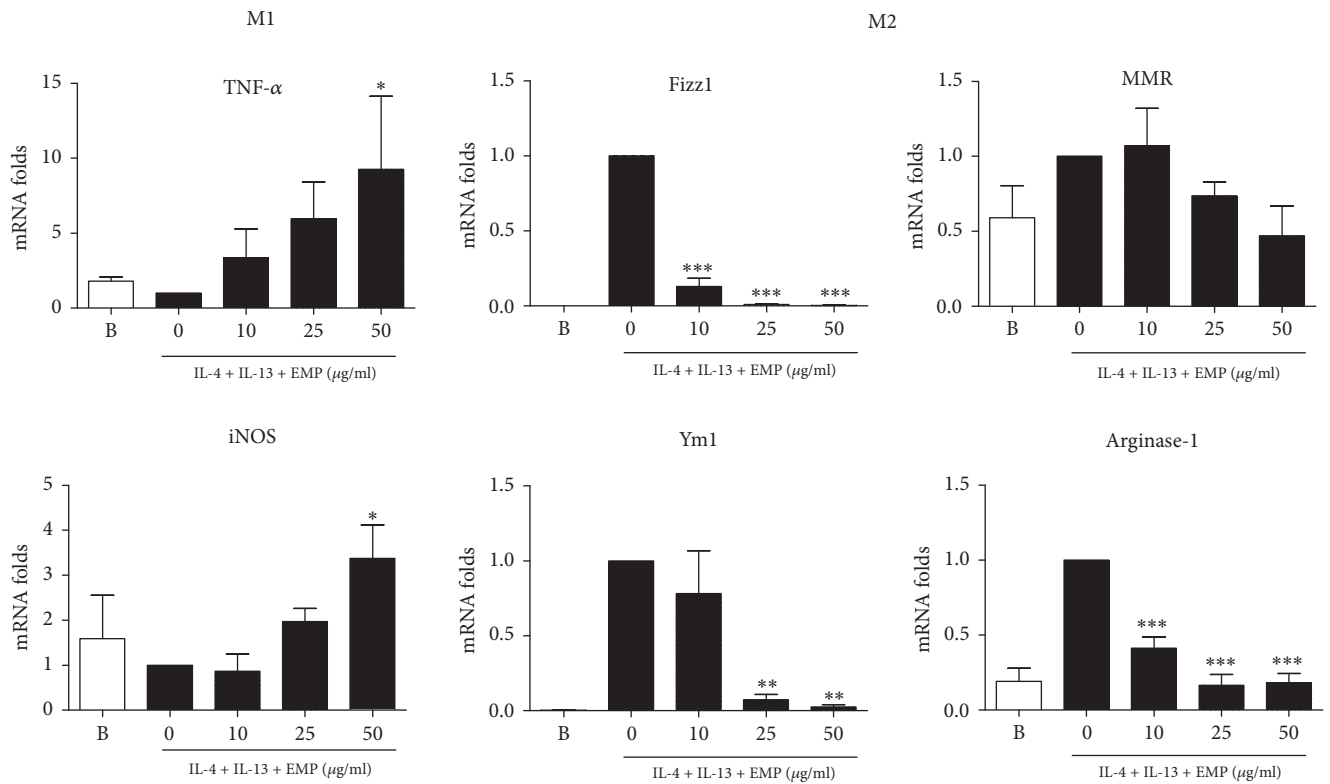 M1
M2
TNF-α
mRNA folds
15
10
5
0
*
B 0 10 25 50
IL-4 + IL-13 + EMP (μg/ml)
Fizz1
mRNA folds
1.5
1.0
0.5
0.0
*** *** ***
B 0 10 25 50
IL-4 + IL-13 + EMP (μg/ml)
MMR
mRNA folds
1.5
1.0
0.5
0.0
B 0 10 25 50
IL-4 + IL-13 + EMP (μg/ml)
iNOS
mRNA folds
5
4
3
2
1
0
*
B 0 10 25 50
IL-4 + IL-13 + EMP (μg/ml)
Ym1
mRNA folds
1.5
1.0
0.5
0.0
** **
B 0 10 25 50
IL-4 + IL-13 + EMP (μg/ml)
Arginase-1
mRNA folds
1.5
1.0
0.5
0.0
*** *** ***
B 0 10 25 50
IL-4 + IL-13 + EMP (μg/ml)